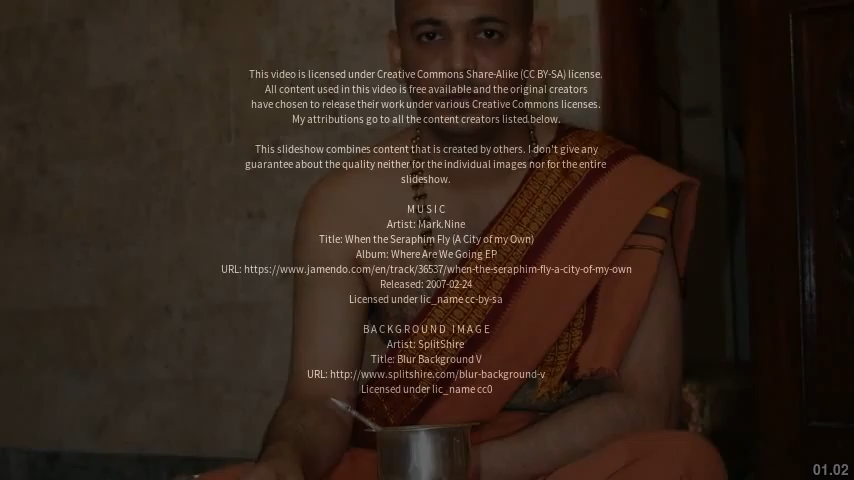 This video is licensed under Creative Commons Share-Alike (CC BY-SA) license.
All content used in this video is free available and the original creators
have chosen to release their work under various Creative Commons licenses.
My attributions go to all the content creators listed below.
This slideshow combines content that is created by others. I don't give any
guarantee about the quality neither for the individual images nor for the entire
slideshow.
MUSIC
Artist: Mark.Nine
Title: When the Seraphim Fly (A City of my Own)
Album: Where Are We Going EP
URL: https://www.jamendo.com/en/track/36537/when-the-seraphim-fly-a-city-of-my-own
Released: 2007-02-24
Licensed under lic_name cc-by-sa
BACKGROUND IMAGE
Artist: SplitShire
Title: Blur Background V
URL: http://www.splitshire.com/blur-background-v
Licensed under lic_name cc0
01.02